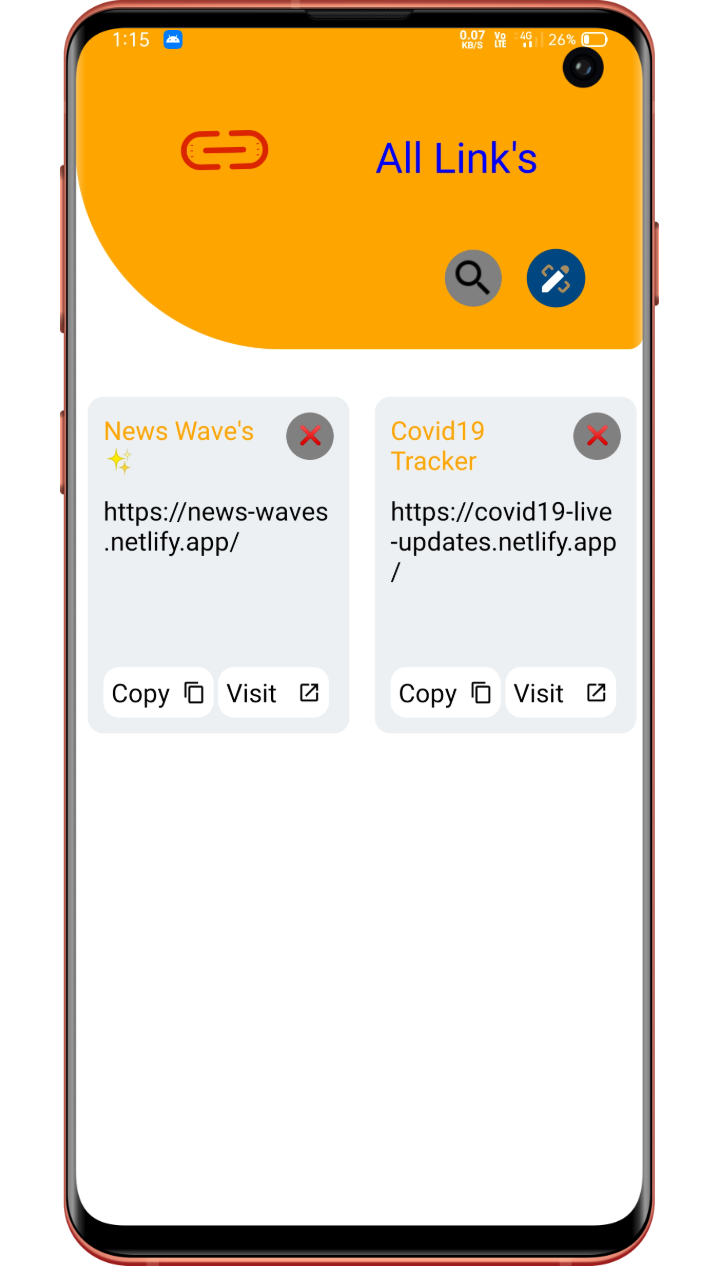 1:15
0.07 KB/S
Vo LTE
4G
26%
All Link's
News Wave's
✨
https://news-waves
.netlify.app/
Copy
Visit
Covid19
Tracker
https://covid19-live
-updates.netlify.app
/
Copy
Visit